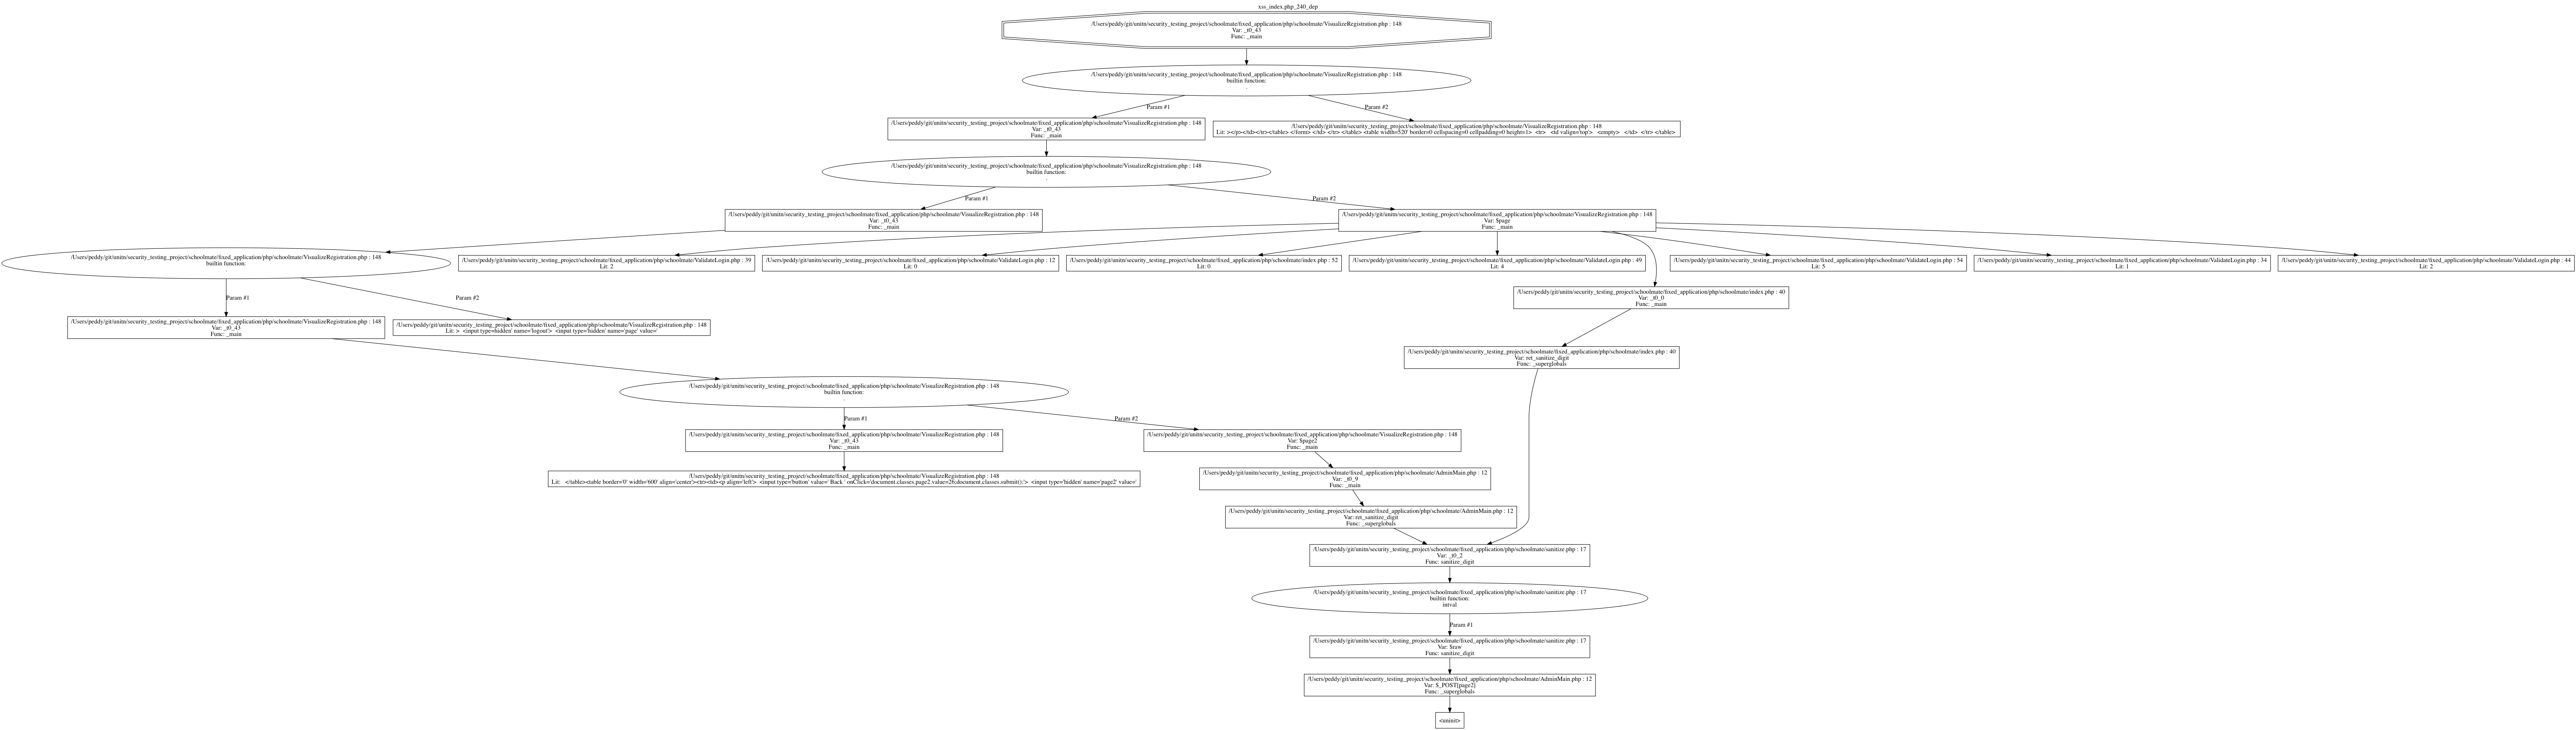 xss_index.php_240_dep
/Users/peddy/git/unitn/security_testing_project/schoolmate/fixed_application/php/schoolmate/VisualizeRegistration.php : 148
Var: _t0_43
Func: _main
/Users/peddy/git/unitn/security_testing_project/schoolmate/fixed_application/php/schoolmate/VisualizeRegistration.php : 148
builtin function:
.
Param #1
Param #2
/Users/peddy/git/unitn/security_testing_project/schoolmate/fixed_application/php/schoolmate/VisualizeRegistration.php : 148
Var: _t0_43
Func: _main
/Users/peddy/git/unitn/security_testing_project/schoolmate/fixed_application/php/schoolmate/VisualizeRegistration.php : 148
Lit: ></p></td></tr></table> </form> </td> </tr> </table> <table width='520' border=0 cellspacing=0 cellpadding=0 height=1>  <tr>   <td valign='top'>   <empty>   </td>  </tr> </table>
/Users/peddy/git/unitn/security_testing_project/schoolmate/fixed_application/php/schoolmate/VisualizeRegistration.php : 148
builtin function:
.
Param #1
Param #2
/Users/peddy/git/unitn/security_testing_project/schoolmate/fixed_application/php/schoolmate/VisualizeRegistration.php : 148
Var: _t0_43
Func: _main
/Users/peddy/git/unitn/security_testing_project/schoolmate/fixed_application/php/schoolmate/VisualizeRegistration.php : 148
Var: $page
Func: _main
/Users/peddy/git/unitn/security_testing_project/schoolmate/fixed_application/php/schoolmate/VisualizeRegistration.php : 148
builtin function:
.
/Users/peddy/git/unitn/security_testing_project/schoolmate/fixed_application/php/schoolmate/ValidateLogin.php : 39
Lit: 2
/Users/peddy/git/unitn/security_testing_project/schoolmate/fixed_application/php/schoolmate/ValidateLogin.php : 12
Lit: 0
/Users/peddy/git/unitn/security_testing_project/schoolmate/fixed_application/php/schoolmate/index.php : 52
Lit: 0
/Users/peddy/git/unitn/security_testing_project/schoolmate/fixed_application/php/schoolmate/ValidateLogin.php : 49
Lit: 4
/Users/peddy/git/unitn/security_testing_project/schoolmate/fixed_application/php/schoolmate/ValidateLogin.php : 54
Lit: 5
/Users/peddy/git/unitn/security_testing_project/schoolmate/fixed_application/php/schoolmate/ValidateLogin.php : 34
Lit: 1
/Users/peddy/git/unitn/security_testing_project/schoolmate/fixed_application/php/schoolmate/ValidateLogin.php : 44
Lit: 2
Param #1
Param #2
/Users/peddy/git/unitn/security_testing_project/schoolmate/fixed_application/php/schoolmate/index.php : 40
Var: _t0_0
Func: _main
/Users/peddy/git/unitn/security_testing_project/schoolmate/fixed_application/php/schoolmate/VisualizeRegistration.php : 148
Var: _t0_43
Func: _main
/Users/peddy/git/unitn/security_testing_project/schoolmate/fixed_application/php/schoolmate/VisualizeRegistration.php : 148
Lit: >  <input type='hidden' name='logout'>  <input type='hidden' name='page' value='
/Users/peddy/git/unitn/security_testing_project/schoolmate/fixed_application/php/schoolmate/index.php : 40
Var: ret_sanitize_digit
Func: _superglobals
/Users/peddy/git/unitn/security_testing_project/schoolmate/fixed_application/php/schoolmate/VisualizeRegistration.php : 148
builtin function:
.
Param #1
Param #2
/Users/peddy/git/unitn/security_testing_project/schoolmate/fixed_application/php/schoolmate/VisualizeRegistration.php : 148
Var: _t0_43
Func: _main
/Users/peddy/git/unitn/security_testing_project/schoolmate/fixed_application/php/schoolmate/VisualizeRegistration.php : 148
Var: $page2
Func: _main
/Users/peddy/git/unitn/security_testing_project/schoolmate/fixed_application/php/schoolmate/VisualizeRegistration.php : 148
Lit:   </table><table border='0' width='600' align='center'><tr><td><p align='left'>  <input type='button' value=' Back ' onClick='document.classes.page2.value=26;document.classes.submit();'>  <input type='hidden' name='page2' value='
/Users/peddy/git/unitn/security_testing_project/schoolmate/fixed_application/php/schoolmate/AdminMain.php : 12
Var: _t0_9
Func: _main
/Users/peddy/git/unitn/security_testing_project/schoolmate/fixed_application/php/schoolmate/AdminMain.php : 12
Var: ret_sanitize_digit
Func: _superglobals
/Users/peddy/git/unitn/security_testing_project/schoolmate/fixed_application/php/schoolmate/sanitize.php : 17
Var: _t0_2
Func: sanitize_digit
/Users/peddy/git/unitn/security_testing_project/schoolmate/fixed_application/php/schoolmate/sanitize.php : 17
builtin function:
intval
Param #1
/Users/peddy/git/unitn/security_testing_project/schoolmate/fixed_application/php/schoolmate/sanitize.php : 17
Var: $raw
Func: sanitize_digit
/Users/peddy/git/unitn/security_testing_project/schoolmate/fixed_application/php/schoolmate/AdminMain.php : 12
Var: $_POST[page2]
Func: _superglobals
<uninit>